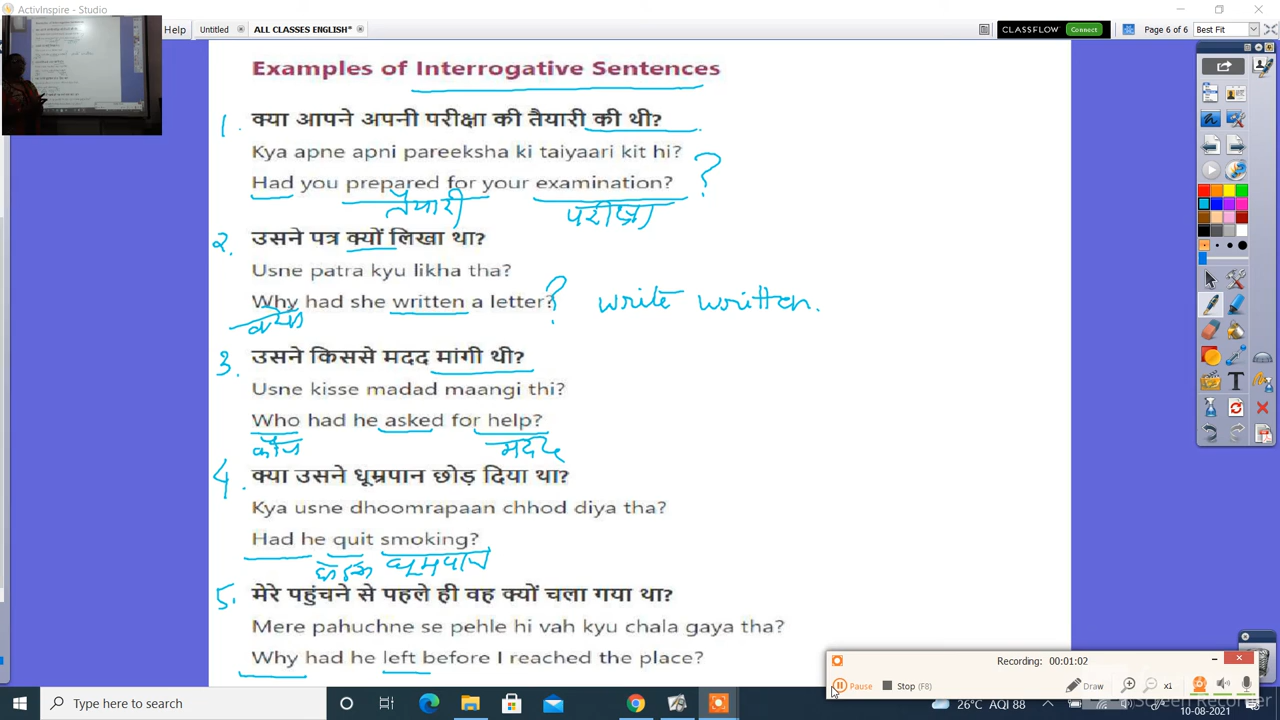 ActivInspire - Studio
Help Untitled ALL CLASSES ENGLISH* CLASSFLOW Connect Page 6 of 6 Best Fit
Examples of Interrogative Sentences
1. क्या आपने अपनी परीक्षा की तैयारी की थी?
Kya apne apni pareeksha ki taiyaari kit hi?
Had you prepared for your examination? ?
तैयारी परीक्षा
2. उसने पत्र क्यों लिखा था?
Usne patra kyu likha tha?
Why had she written a letter? ? write written.
3. उसने किससे मदद मांगी थी?
Usne kisse madad maangi thi?
Who had he asked for help?
कौन मदद
4. क्या उसने धूम्रपान छोड़ दिया था?
Kya usne dhoomrapaan chhod diya tha?
Had he quit smoking?
5. मेरे पहुंचने से पहले ही वह क्यों चला गया था?
Mere pahuchne se pehle hi vah kyu chala gaya tha?
Why had he left before I reached the place?
Recording: 00:01:02
Pause Stop (F8) x1 Draw
Screen Recorder
Type here to search
26°C AQI 88 10-08-2021